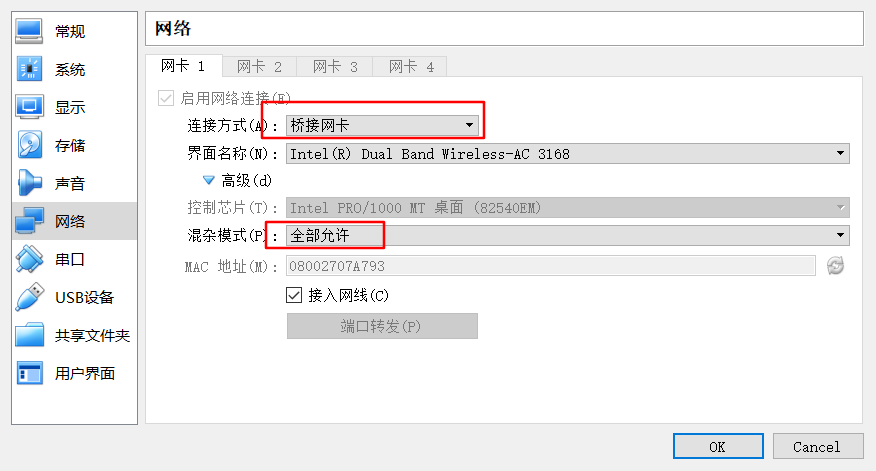 常规
系统
显示
存储
声音
网络
串口
USB设备
共享文件夹
用户界面
网络
网卡 1 网卡 2 网卡 3 网卡 4
启用网络连接(E)
连接方式(A): 桥接网卡
界面名称(N): Intel(R) Dual Band Wireless-AC 3168
高级(d)
控制芯片(T): Intel PRO/1000 MT 桌面 (82540EM)
混杂模式(P): 全部允许
MAC 地址(M): 08002707A793
接入网线(C)
端口转发(P)
OK Cancel